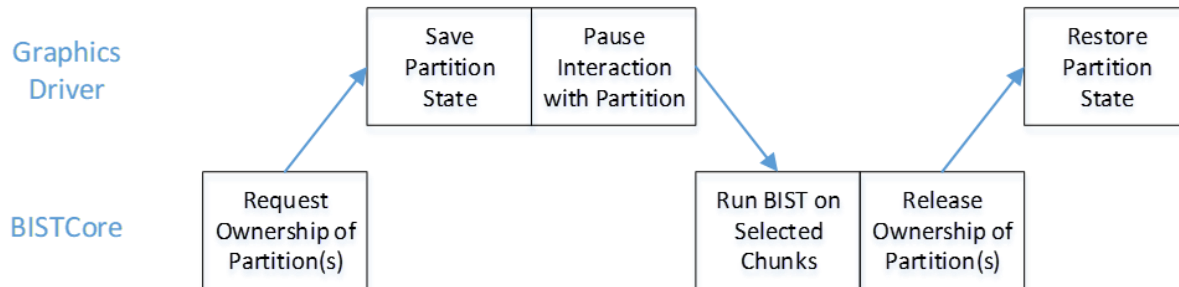 Graphics
Driver
Save
Partition
State
Pause
Interaction
with Partition
Restore
Partition
State
BISTCore
Request
Ownership of
Partition(s)
Run BIST on
Selected
Chunks
Release
Ownership of
Partition(s)